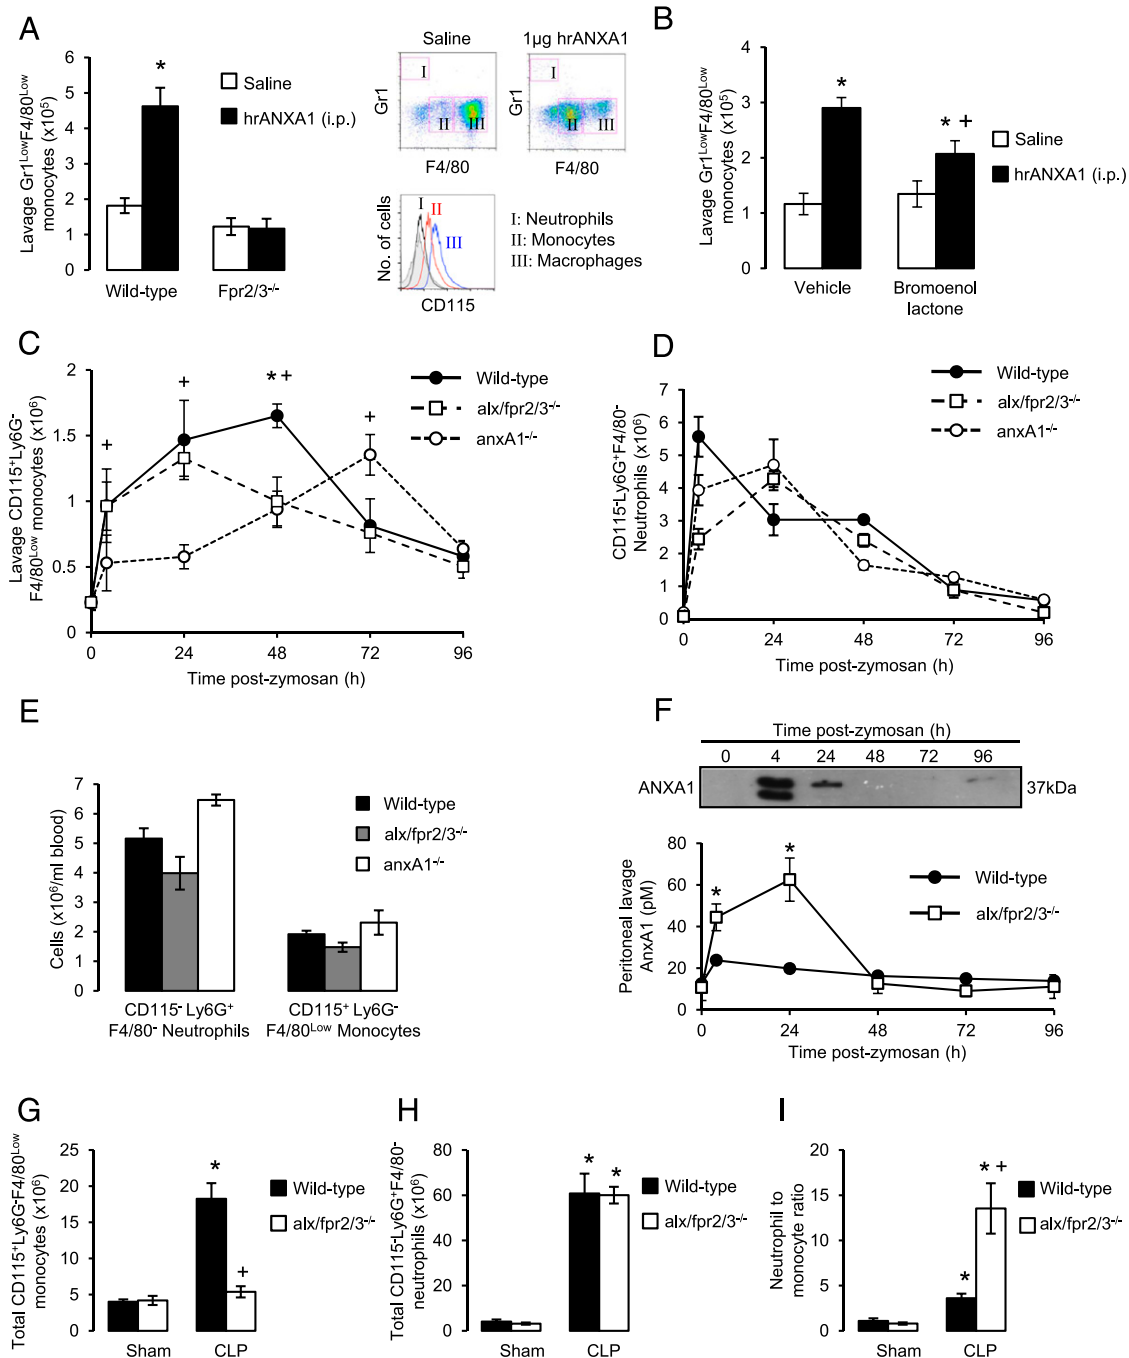 A
Lavage Gr1LowF4/80Low
monocytes (x10⁵)
6
5
4
3
2
1
0
*
Saline
hrANXA1 (i.p.)
Wild-type
Fpr2/3-/-
Saline
1µg hrANXA1
Gr1
I
II
III
F4/80
Gr1
I
II
III
F4/80
No. of cells
I
II
III
CD115
I: Neutrophils
II: Monocytes
III: Macrophages
B
Lavage Gr1LowF4/80Low
monocytes (x10⁵)
4
3
2
1
0
*
* +
Saline
hrANXA1 (i.p.)
Vehicle
Bromoenol
lactone
C
Lavage CD115+Ly6G-
F4/80Low monocytes (x10⁶)
2
1.5
1
0.5
0
+
+
* +
+
Wild-type
alx/fpr2/3-/-
anxA1-/-
0 24 48 72 96
Time post-zymosan (h)
D
CD115-Ly6G+F4/80-
Neutrophils (x10⁶)
7
6
5
4
3
2
1
0
Wild-type
alx/fpr2/3-/-
anxA1-/-
0 24 48 72 96
Time post-zymosan (h)
E
Cells (x10⁶/ml blood)
7
6
5
4
3
2
1
0
Wild-type
alx/fpr2/3-/-
anxA1-/-
CD115- Ly6G+
F4/80- Neutrophils
CD115+ Ly6G-
F4/80Low Monocytes
F
Time post-zymosan (h)
0 4 24 48 72 96
ANXA1
37kDa
Peritoneal lavage
AnxA1 (pM)
80
60
40
20
0
*
*
Wild-type
alx/fpr2/3-/-
0 24 48 72 96
Time post-zymosan (h)
G
Total CD115+Ly6G-F4/80Low
monocytes (x10⁶)
25
20
15
10
5
0
*
+
Wild-type
alx/fpr2/3-/-
Sham
CLP
H
Total CD115-Ly6G+F4/80-
neutrophils (x10⁶)
80
60
40
20
0
*
*
Wild-type
alx/fpr2/3-/-
Sham
CLP
I
Neutrophil to
monocyte ratio
20
15
10
5
0
*
* +
Wild-type
alx/fpr2/3-/-
Sham
CLP